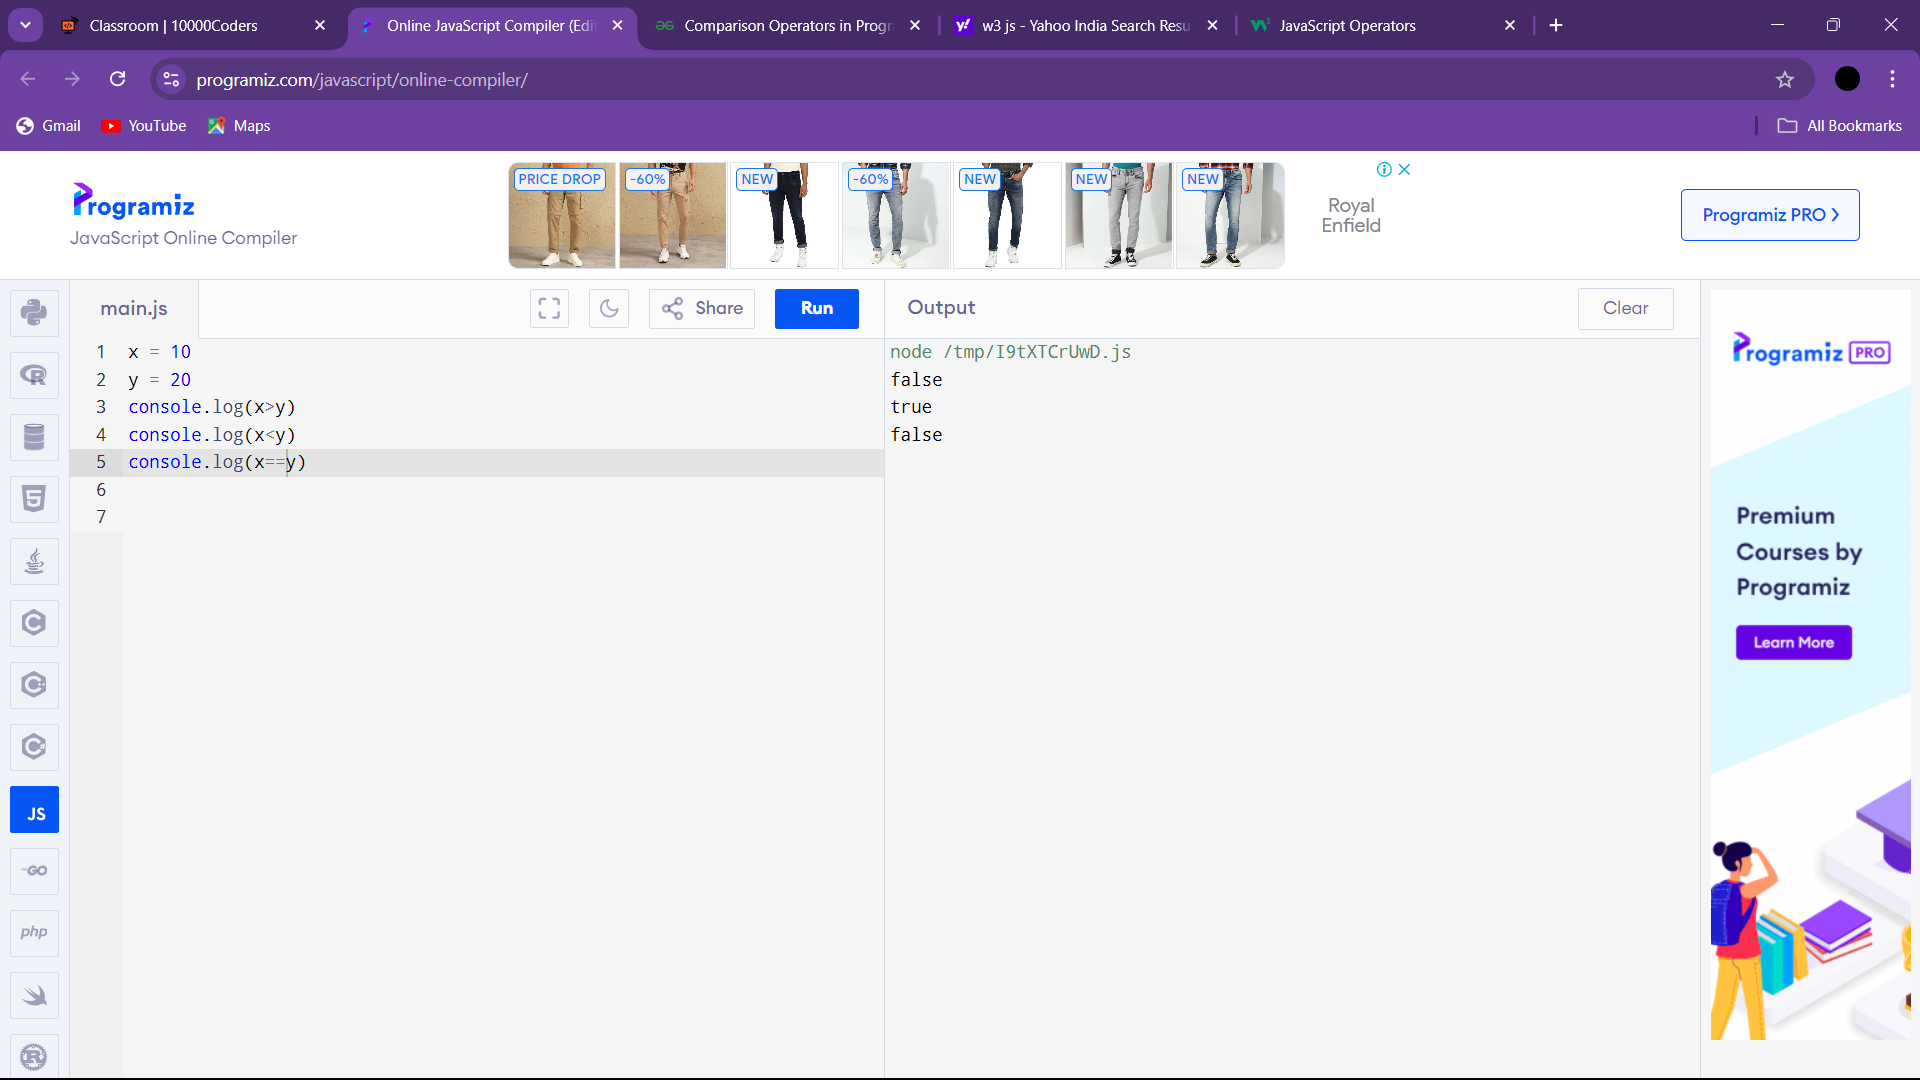 Classroom | 10000Coders
Online JavaScript Compiler (Edi
Comparison Operators in Progr
w3 js - Yahoo India Search Resu
JavaScript Operators
programiz.com/javascript/online-compiler/
Gmail
YouTube
Maps
All Bookmarks
Programiz
JavaScript Online Compiler
PRICE DROP
-60%
NEW
-60%
NEW
NEW
NEW
Royal
Enfield
Programiz PRO
main.js
Share
Run
Output
Clear
1 x = 10
2 y = 20
3 console.log(x>y)
4 console.log(x<y)
5 console.log(x==y)
6
7
node /tmp/I9tXTCrUwD.js
false
true
false
JS
GO
php
Programiz PRO
Premium
Courses by
Programiz
Learn More